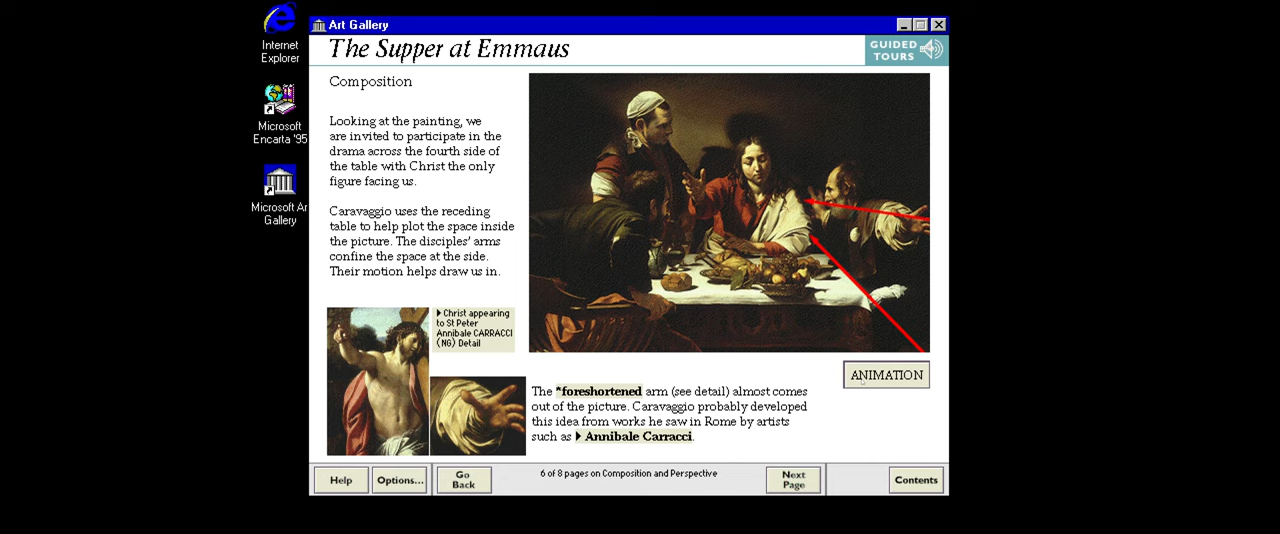 Internet
Explorer
Microsoft
Encarta '95
Microsoft Ar
Gallery
Art Gallery
The Supper at Emmaus
GUIDED
TOURS
Composition
Looking at the painting, we
are invited to participate in the
drama across the fourth side of
the table with Christ the only
figure facing us.
Caravaggio uses the receding
table to help plot the space inside
the picture. The disciples' arms
confine the space at the side.
Their motion helps draw us in.
Christ appearing
to St Peter
Annibale CARRACCI
(NG) Detail
ANIMATION
The *foreshortened arm (see detail) almost comes
out of the picture. Caravaggio probably developed
this idea from works he saw in Rome by artists
such as Annibale Carracci.
Help
Options...
Go
Back
6 of 8 pages on Composition and Perspective
Next
Page
Contents